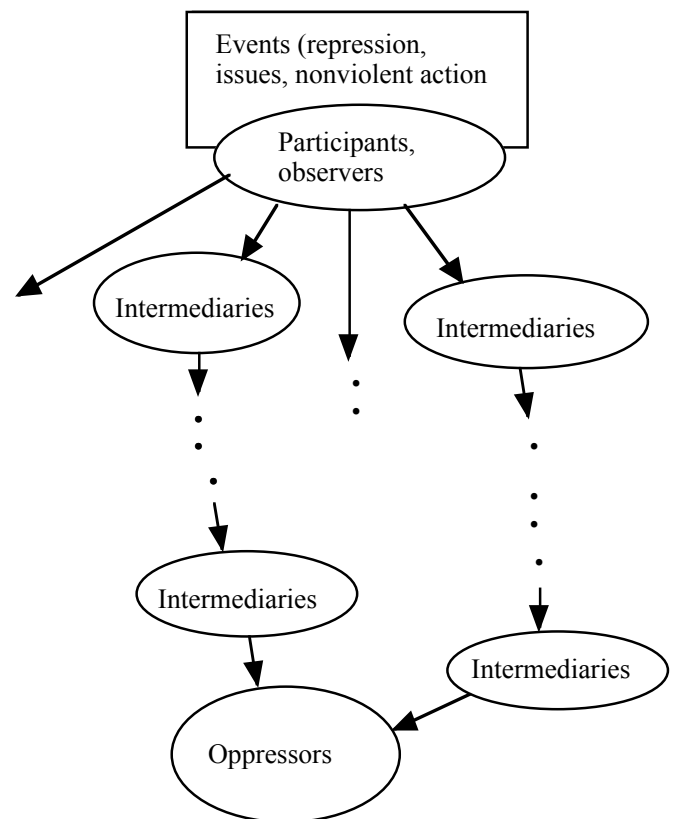 Events (repression,
issues, nonviolent action
Participants,
observers
Intermediaries
Intermediaries
Intermediaries
Intermediaries
Oppressors